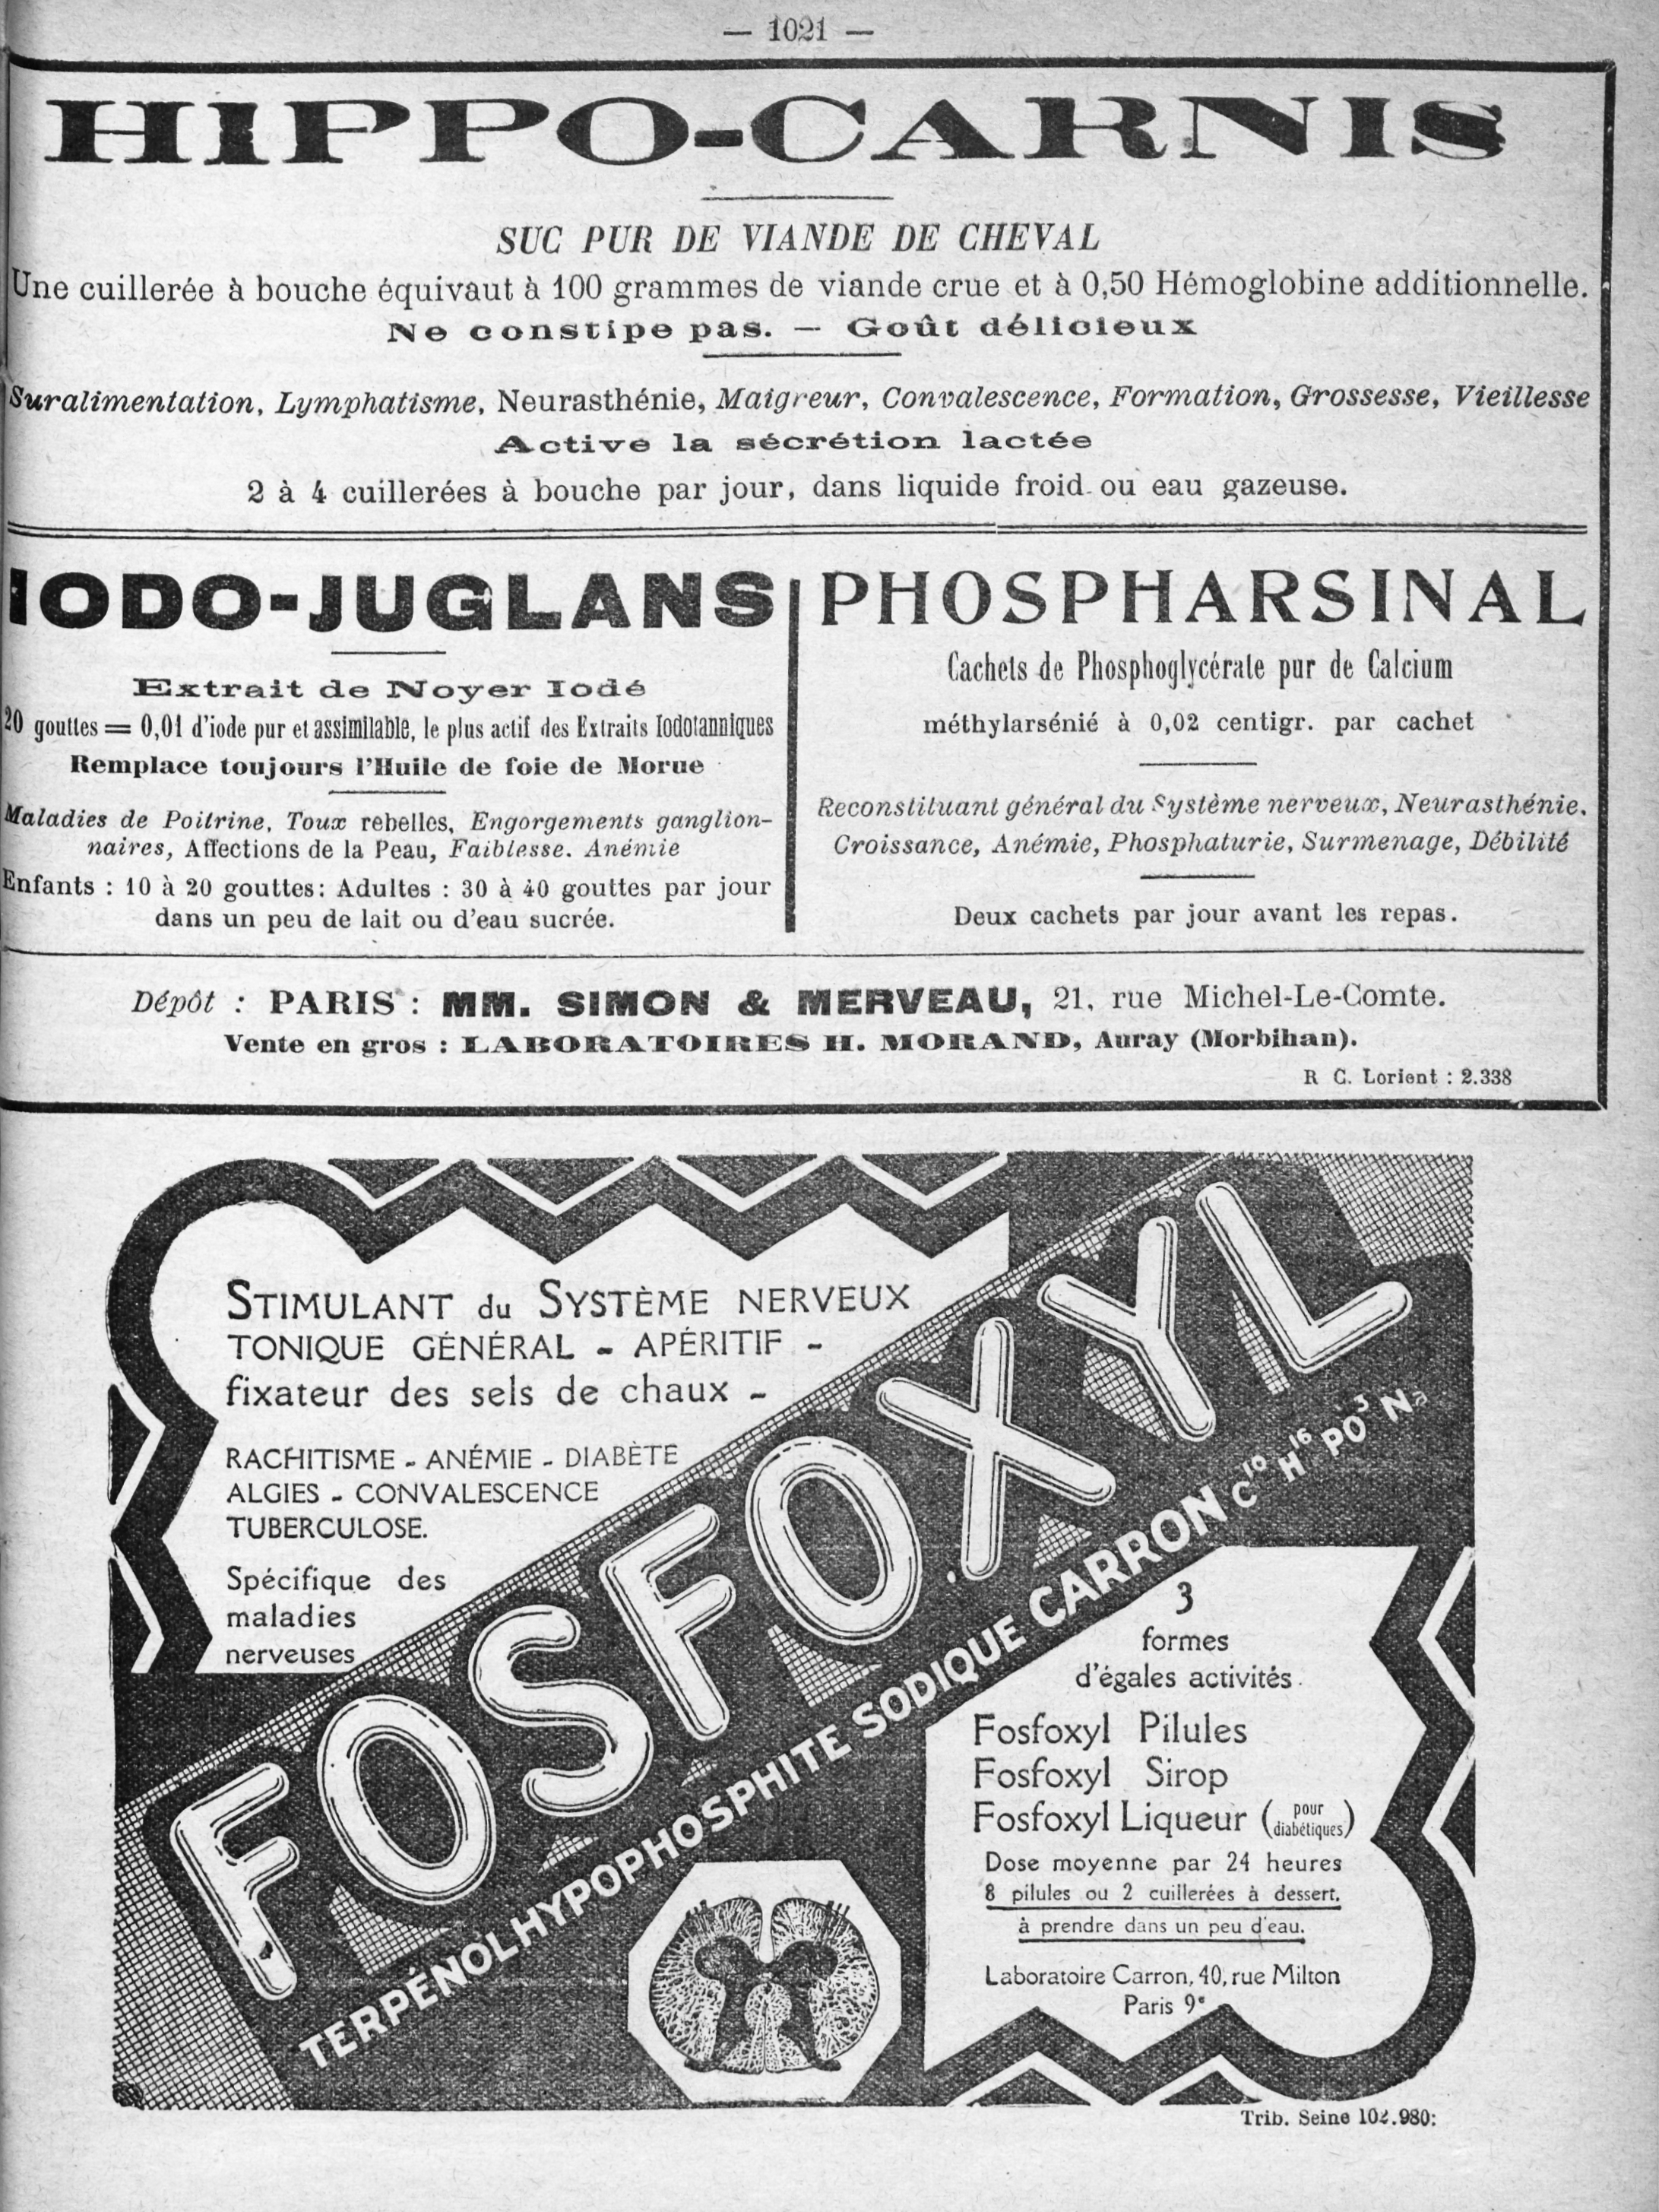 — 1021 —
HIPPO-CARNIS
SUC PUR DE VIANDE DE CHEVAL
Une cuillerée à bouche équivaut à 100 grammes de viande crue et à 0,50 Hémoglobine additionnelle.
Ne constipe pas. — Goût délicieux
Suralimentation, Lymphatisme, Neurasthénie, Maigreur, Convalescence, Formation, Grossesse, Vieillesse
Active la sécrétion lactée
2 à 4 cuillerées à bouche par jour, dans liquide froid ou eau gazeuse.
IODO-JUGLANS
Extrait de Noyer Iodé
20 gouttes = 0,01 d'iode pur et assimilable, le plus actif des Extraits Iodotanniques
Remplace toujours l'Huile de foie de Morue
Maladies de Poitrine, Toux rebelles, Engorgements ganglion-
naires, Affections de la Peau, Faiblesse. Anémie
Enfants : 10 à 20 gouttes: Adultes : 30 à 40 gouttes par jour
dans un peu de lait ou d'eau sucrée.
PHOSPHARSINAL
Cachets de Phosphoglycérate pur de Calcium
méthylarsénié à 0,02 centigr. par cachet
Reconstituant général du Système nerveux, Neurasthénie.
Croissance, Anémie, Phosphaturie, Surmenage, Débilité
Deux cachets par jour avant les repas.
Dépôt : PARIS : MM. SIMON & MERVEAU, 21, rue Michel-Le-Comte.
Vente en gros : LABORATOIRES H. MORAND, Auray (Morbihan).
R C. Lorient : 2.338
STIMULANT du SYSTÈME NERVEUX
TONIQUE GÉNÉRAL - APÉRITIF -
fixateur des sels de chaux -
RACHITISME - ANÉMIE - DIABÈTE
ALGIES - CONVALESCENCE
TUBERCULOSE.
Spécifique des
maladies
nerveuses
FOSFOXYL
TERPÉNOLHYPOPHOSPHITE SODIQUE CARRON C¹⁰ H¹⁶ PO³ Na
3
formes
d'égales activités.
Fosfoxyl Pilules
Fosfoxyl Sirop
Fosfoxyl Liqueur (pour diabétiques)
Dose moyenne par 24 heures
8 pilules ou 2 cuillerées à dessert,
à prendre dans un peu d'eau.
Laboratoire Carron, 40, rue Milton
Paris 9ᵉ
Trib. Seine